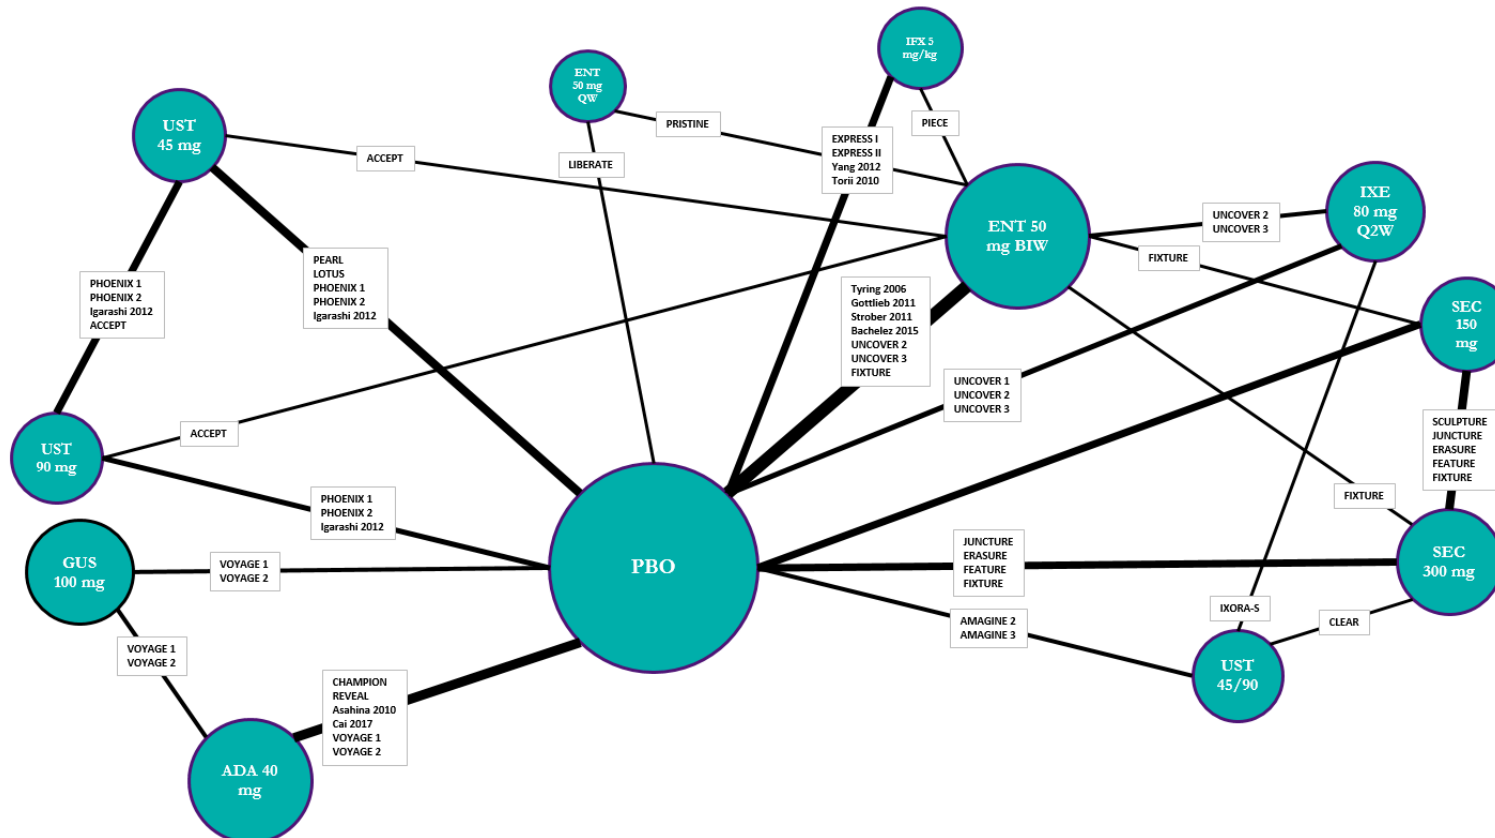 IFX 5
mg/kg
ENT
50 mg
QW
UST
45 mg
PRISTINE
PIECE
ACCEPT
LIBERATE
EXPRESS I
EXPRESS II
Yang 2012
Torii 2010
ENT 50
mg BIW
IXE
80 mg
Q2W
UNCOVER 2
UNCOVER 3
FIXTURE
PEARL
LOTUS
PHOENIX 1
PHOENIX 2
Igarashi 2012
PHOENIX 1
PHOENIX 2
Igarashi 2012
ACCEPT
Tyring 2006
Gottlieb 2011
Strober 2011
Bachelez 2015
UNCOVER 2
UNCOVER 3
FIXTURE
SEC
150
mg
UNCOVER 1
UNCOVER 2
UNCOVER 3
UST
90 mg
ACCEPT
SCULPTURE
JUNCTURE
ERASURE
FEATURE
FIXTURE
PHOENIX 1
PHOENIX 2
Igarashi 2012
FIXTURE
GUS
100 mg
VOYAGE 1
VOYAGE 2
PBO
JUNCTURE
ERASURE
FEATURE
FIXTURE
SEC
300 mg
AMAGINE 2
AMAGINE 3
IXORA-S
CLEAR
VOYAGE 1
VOYAGE 2
UST
45/90
CHAMPION
REVEAL
Asahina 2010
Cai 2017
VOYAGE 1
VOYAGE 2
ADA 40
mg